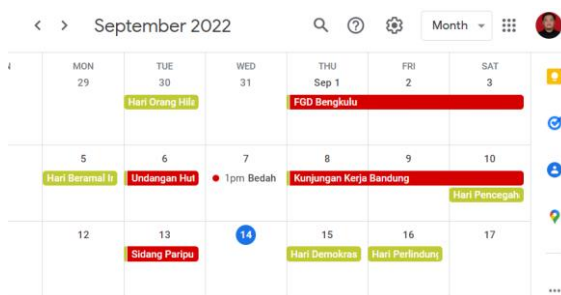 September 2022
Month
MON TUE WED THU FRI SAT
29 30 31 Sep 1 2 3
Hari Orang Hila
FGD Bengkulu
5 6 7 8 9 10
Hari Beramal In
Undangan Hut
1pm Bedah
Kunjungan Kerja Bandung
Hari Pencegah
12 13 14 15 16 17
Sidang Paripu
Hari Demokras
Hari Perlindung